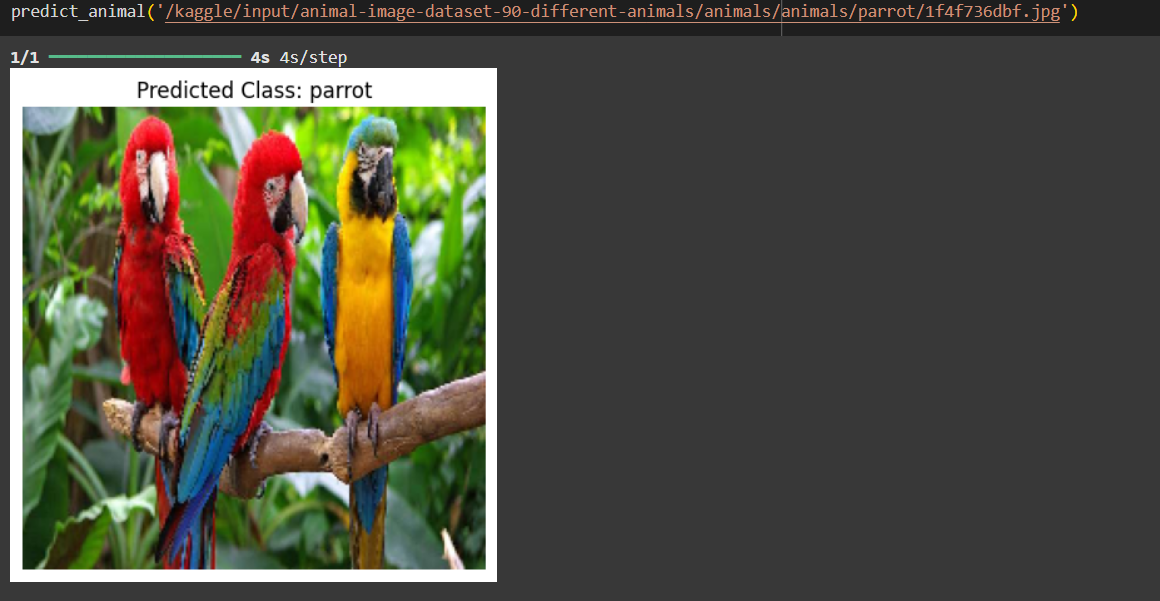 predict_animal('/kaggle/input/animal-image-dataset-90-different-animals/animals/animals/parrot/1f4f736dbf.jpg')
1/1 4s 4s/step
Predicted Class: parrot